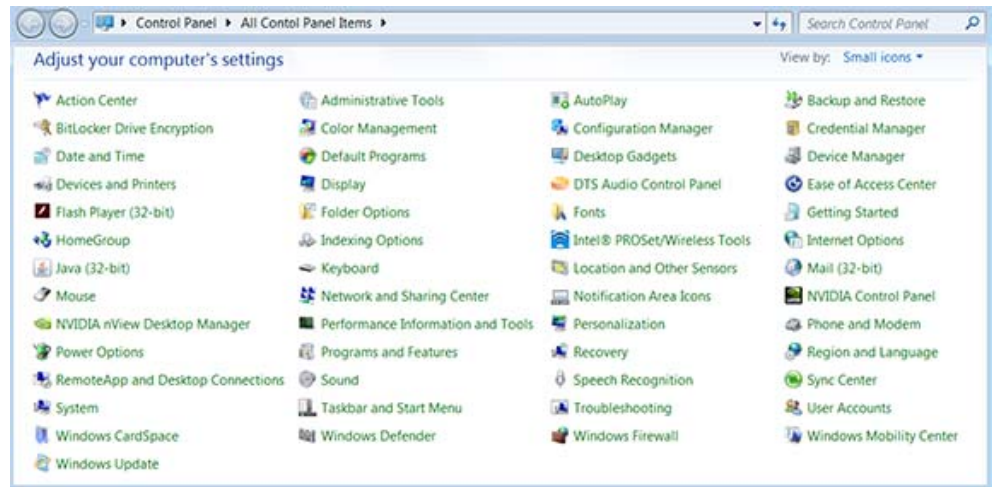 Control Panel ▸ All Contol Panel Items ▸ Search Control Panel
Adjust your computer's settings View by: Small icons
Action Center Administrative Tools AutoPlay Backup and Restore
BitLocker Drive Encryption Color Management Configuration Manager Credential Manager
Date and Time Default Programs Desktop Gadgets Device Manager
Devices and Printers Display DTS Audio Control Panel Ease of Access Center
Flash Player (32-bit) Folder Options Fonts Getting Started
HomeGroup Indexing Options Intel® PROSet/Wireless Tools Internet Options
Java (32-bit) Keyboard Location and Other Sensors Mail (32-bit)
Mouse Network and Sharing Center Notification Area Icons NVIDIA Control Panel
NVIDIA nView Desktop Manager Performance Information and Tools Personalization Phone and Modem
Power Options Programs and Features Recovery Region and Language
RemoteApp and Desktop Connections Sound Speech Recognition Sync Center
System Taskbar and Start Menu Troubleshooting User Accounts
Windows CardSpace Windows Defender Windows Firewall Windows Mobility Center
Windows Update